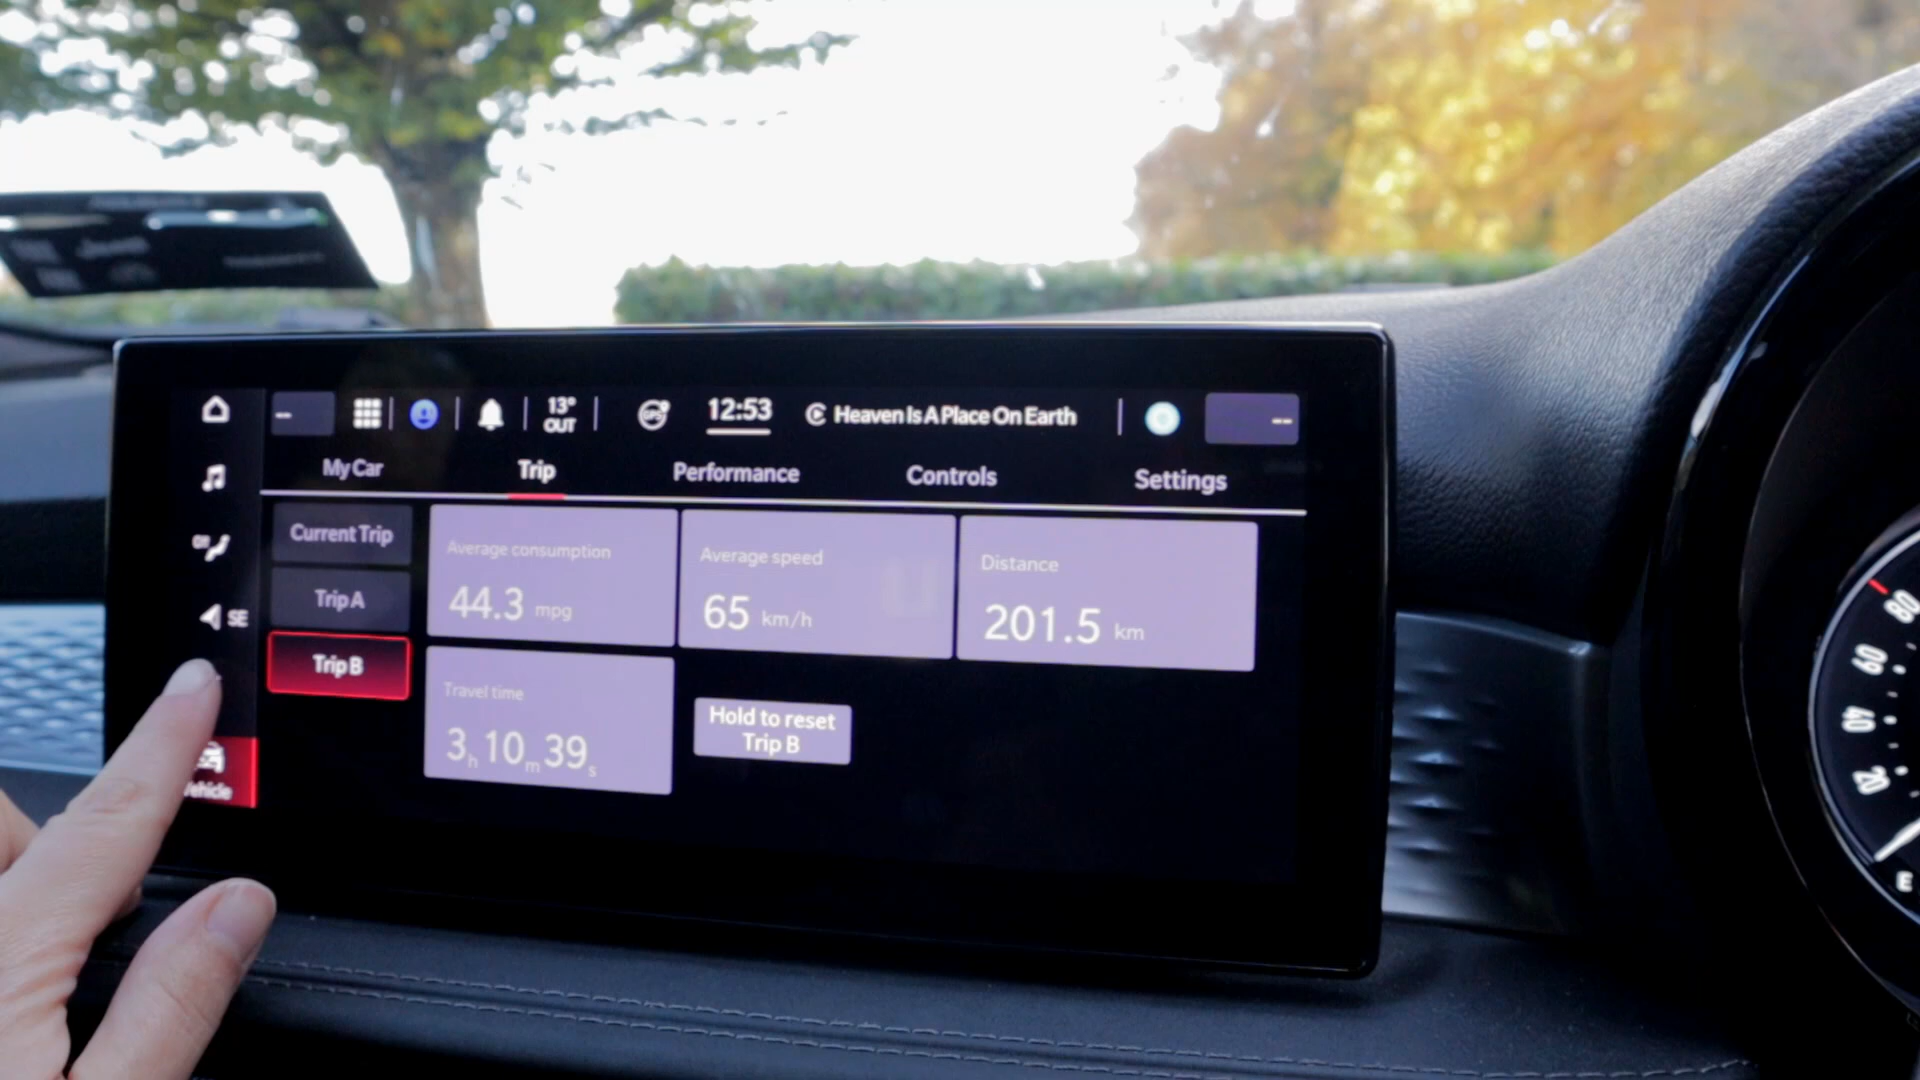 -- 13° 12:53 Heaven Is A Place On Earth --
OUT
My Car Trip Performance Controls Settings
Current Trip
Trip A
Trip B
Average consumption
44.3 mpg
Average speed
65 km/h
Distance
201.5 km
Travel time
3h 10m 39s
Hold to reset
Trip B
SE
ehicle
80
60
40
20
E